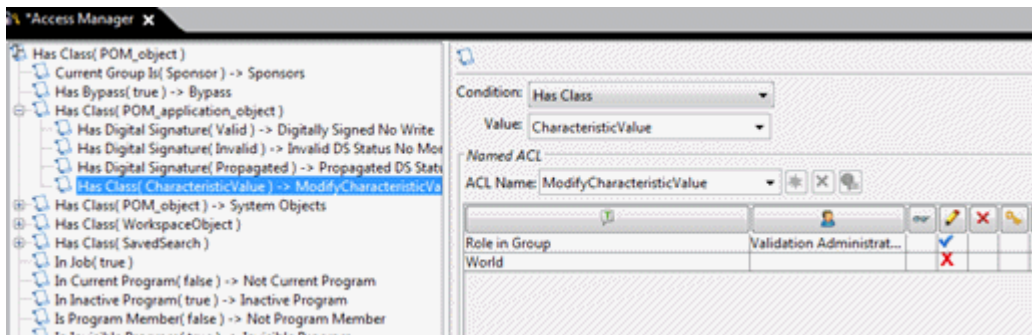 *Access Manager
Has Class( POM_object )
Current Group Is( Sponsor ) -> Sponsors
Has Bypass( true ) -> Bypass
Has Class( POM_application_object )
Has Digital Signature( Valid ) -> Digitally Signed No Write
Has Digital Signature( Invalid ) -> Invalid DS Status No Mo
Has Digital Signature( Propagated ) -> Propagated DS Stat
Has Class( CharacteristicValue ) -> ModifyCharacteristicVa
Has Class( POM_object ) -> System Objects
Has Class( WorkspaceObject )
Has Class( SavedSearch )
In Job( true )
In Current Program( false ) -> Not Current Program
In Inactive Program( true ) -> Inactive Program
Is Program Member( false ) -> Not Program Member
Condition: Has Class
Value: CharacteristicValue
Named ACL
ACL Name: ModifyCharacteristicValue
Role in Group Validation Administrat...
World